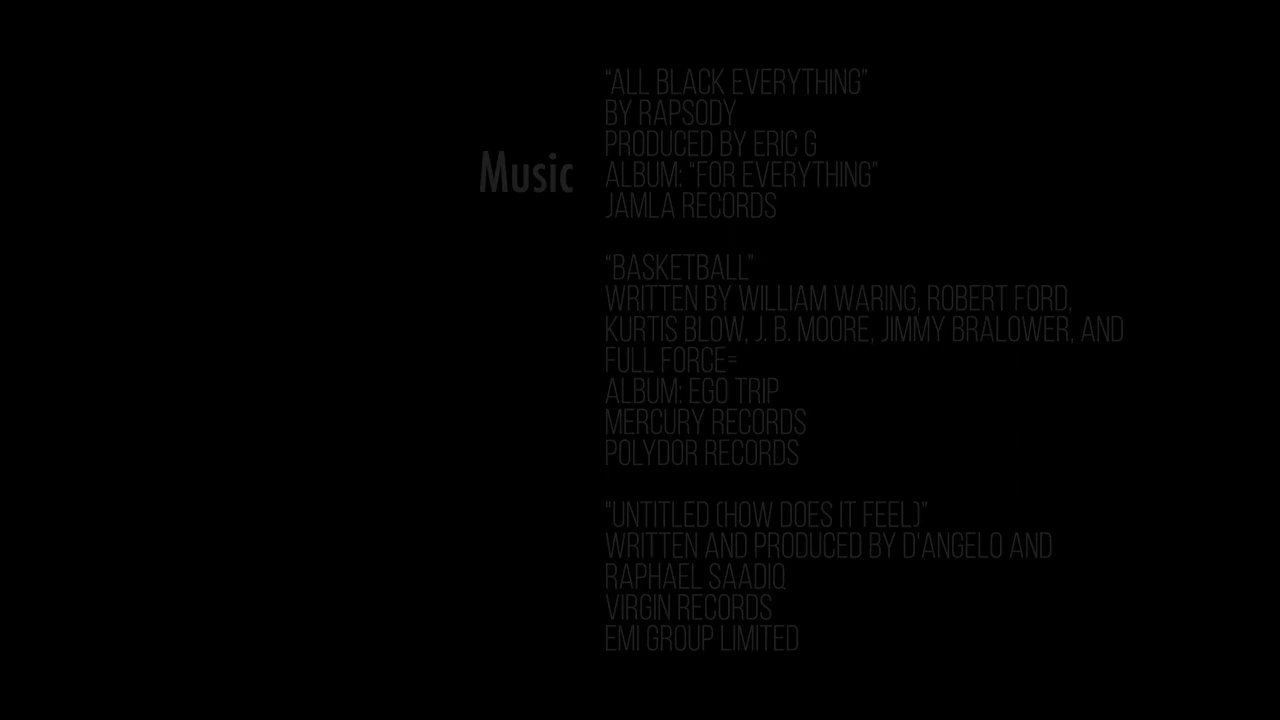 Music
“ALL BLACK EVERYTHING”
BY RAPSODY
PRODUCED BY ERIC G
ALBUM: “FOR EVERYTHING”
JAMLA RECORDS
“BASKETBALL”
WRITTEN BY WILLIAM WARING, ROBERT FORD,
KURTIS BLOW, J. B. MOORE, JIMMY BRALOWER, AND
FULL FORCE=
ALBUM: EGO TRIP
MERCURY RECORDS
POLYDOR RECORDS
"UNTITLED (HOW DOES IT FEEL)”
WRITTEN AND PRODUCED BY D’ANGELO AND
RAPHAEL SAADIQ
VIRGIN RECORDS
EMI GROUP LIMITED